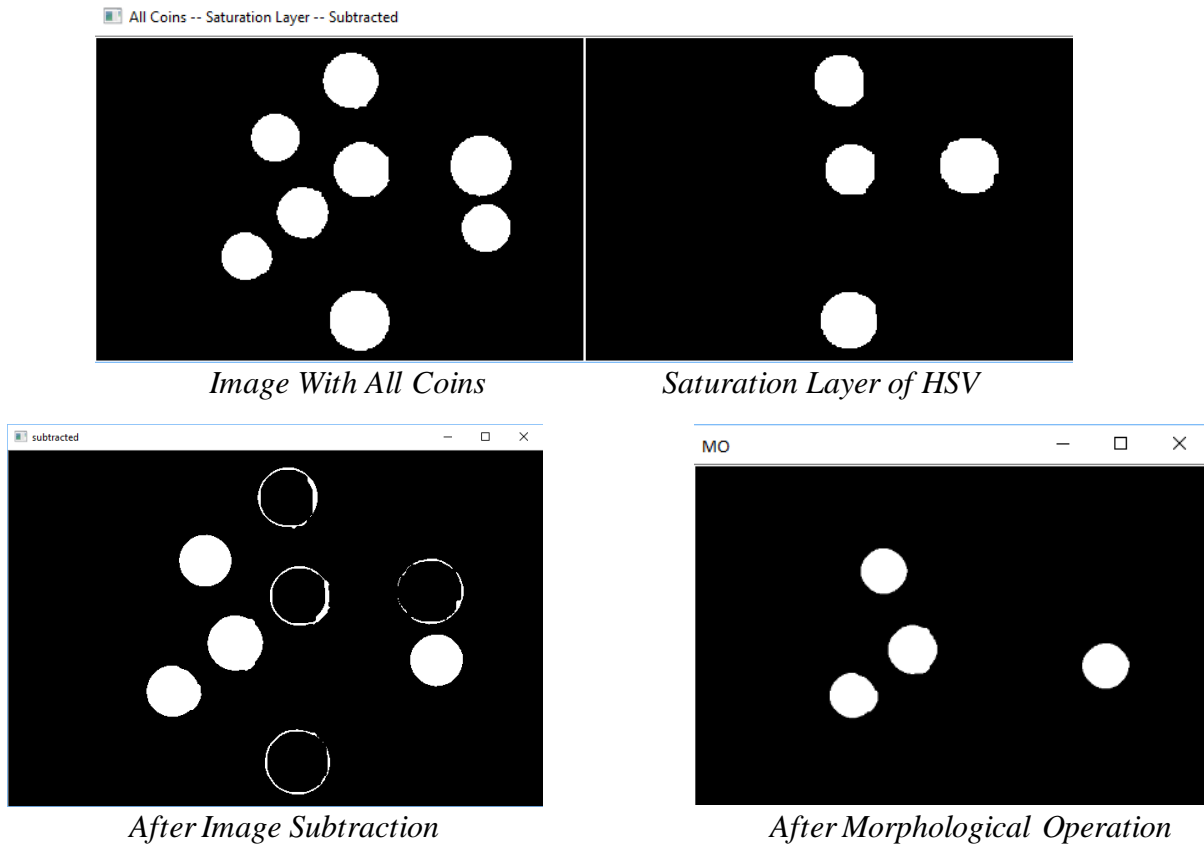 All Coins -- Saturation Layer -- Subtracted
Image With All Coins
Saturation Layer of HSV
subtracted
MO
After Image Subtraction
After Morphological Operation